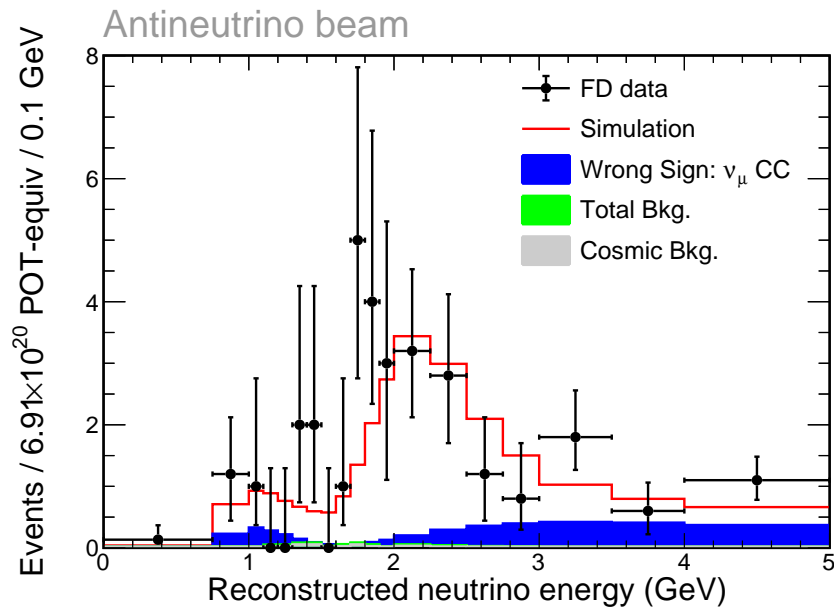 Antineutrino beam
Events / 6.91×10²⁰ POT-equiv / 0.1 GeV
8
6
4
2
0
FD data
Simulation
Wrong Sign: νμ CC
Total Bkg.
Cosmic Bkg.
0 1 2 3 4 5
Reconstructed neutrino energy (GeV)